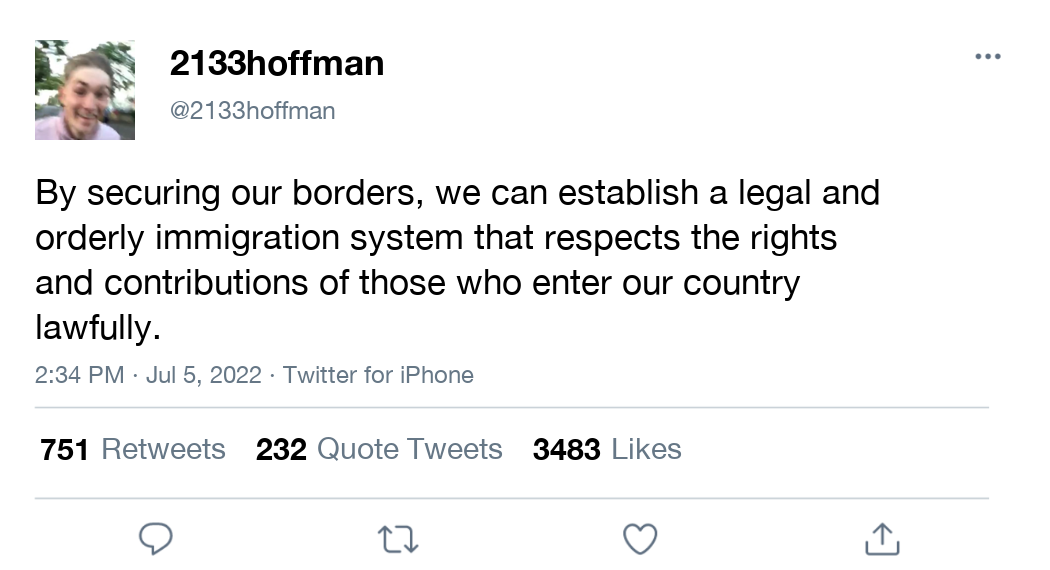 2133hoffman
@2133hoffman
By securing our borders, we can establish a legal and
orderly immigration system that respects the rights
and contributions of those who enter our country
lawfully.
2:34 PM · Jul 5, 2022 · Twitter for iPhone
751 Retweets 232 Quote Tweets 3483 Likes